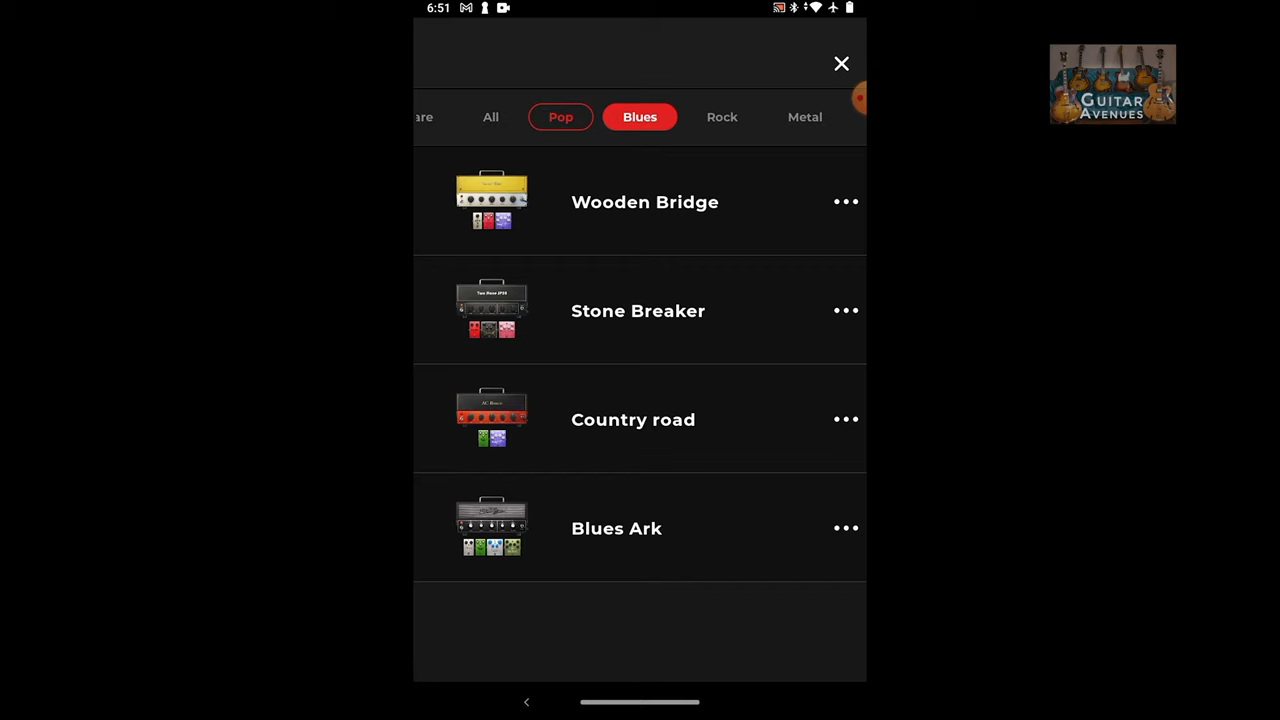 6:51
GUITAR
AVENUES
are All Pop Blues Rock Metal
Wooden Bridge
Stone Breaker
Country road
Blues Ark